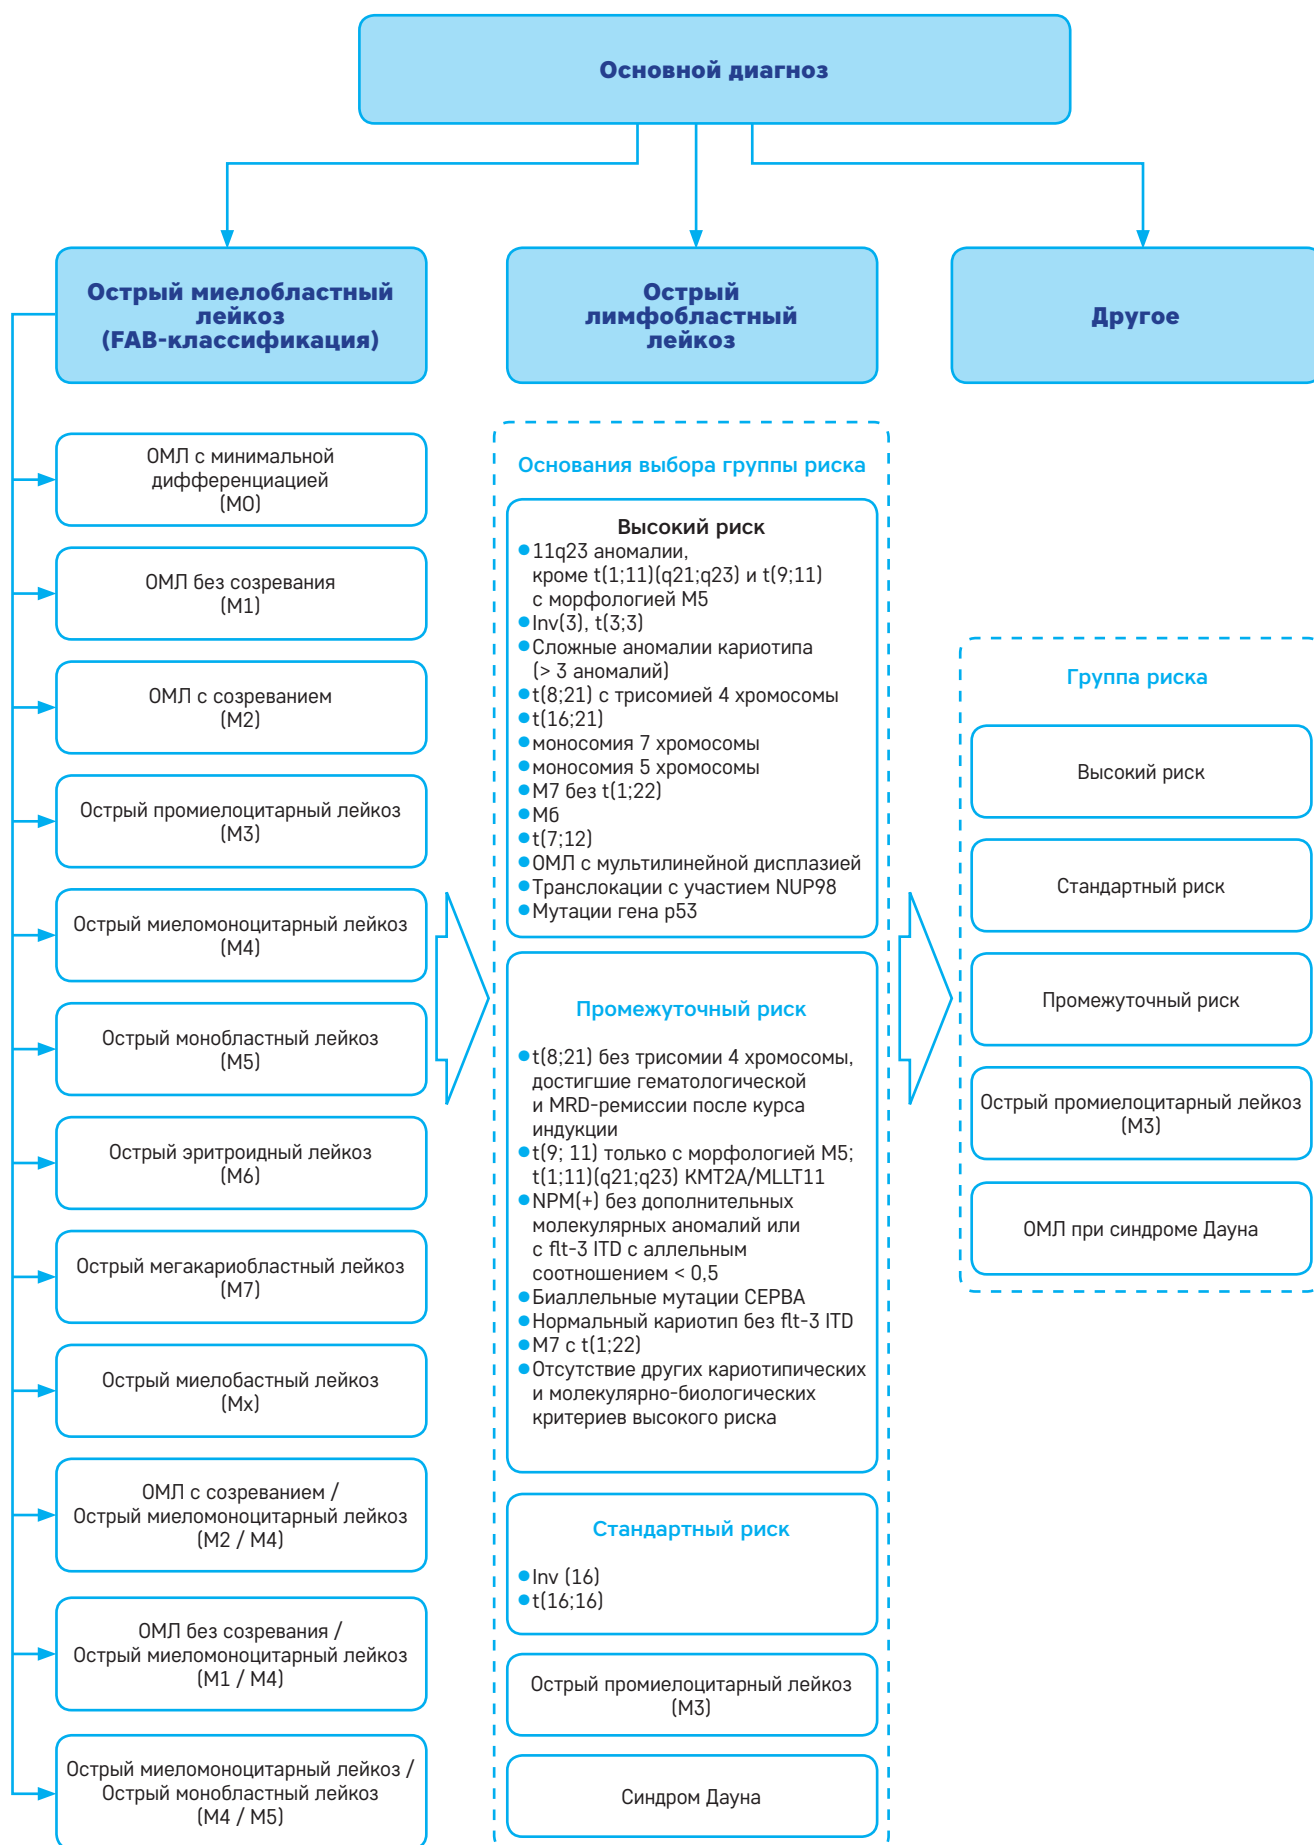 Основной диагноз
Острый миелобластный
лейкоз
(FAB-классификация)
Острый
лимфобластный
лейкоз
Другое
ОМЛ с минимальной
дифференциацией
(M0)
ОМЛ без созревания
(M1)
ОМЛ с созреванием
(M2)
Острый промиелоцитарный лейкоз
(M3)
Острый миеломоноцитарный лейкоз
(M4)
Острый монобластный лейкоз
(M5)
Острый эритроидный лейкоз
(M6)
Острый мегакариобластный лейкоз
(M7)
Острый миелобастный лейкоз
(Mx)
ОМЛ с созреванием /
Острый миеломоноцитарный лейкоз
(M2 / M4)
ОМЛ без созревания /
Острый миеломоноцитарный лейкоз
(M1 / M4)
Острый миеломоноцитарный лейкоз /
Острый монобластный лейкоз
(M4 / M5)
Основания выбора группы риска
Высокий риск
● 11q23 аномалии,
кроме t(1;11)(q21;q23) и t(9;11)
с морфологией M5
● Inv(3), t(3;3)
● Сложные аномалии кариотипа
(> 3 аномалий)
● t(8;21) с трисомией 4 хромосомы
● t(16;21)
● моносомия 7 хромосомы
● моносомия 5 хромосомы
● M7 без t(1;22)
● M6
● t(7;12)
● ОМЛ с мультилинейной дисплазией
● Транслокации с участием NUP98
● Мутации гена p53
Промежуточный риск
● t(8;21) без трисомии 4 хромосомы,
достигшие гематологической
и MRD-ремиссии после курса
индукции
● t(9; 11) только с морфологией M5;
t(1;11)(q21;q23) KMT2A/MLLT11
● NPM(+) без дополнительных
молекулярных аномалий или
с flt-3 ITD с аллельным
соотношением < 0,5
● Биаллельные мутации CEPBA
● Нормальный кариотип без flt-3 ITD
● M7 с t(1;22)
● Отсутствие других кариотипических
и молекулярно-биологических
критериев высокого риска
Стандартный риск
● Inv (16)
● t(16;16)
Острый промиелоцитарный лейкоз
(M3)
Синдром Дауна
Группа риска
Высокий риск
Стандартный риск
Промежуточный риск
Острый промиелоцитарный лейкоз
(M3)
ОМЛ при синдроме Дауна